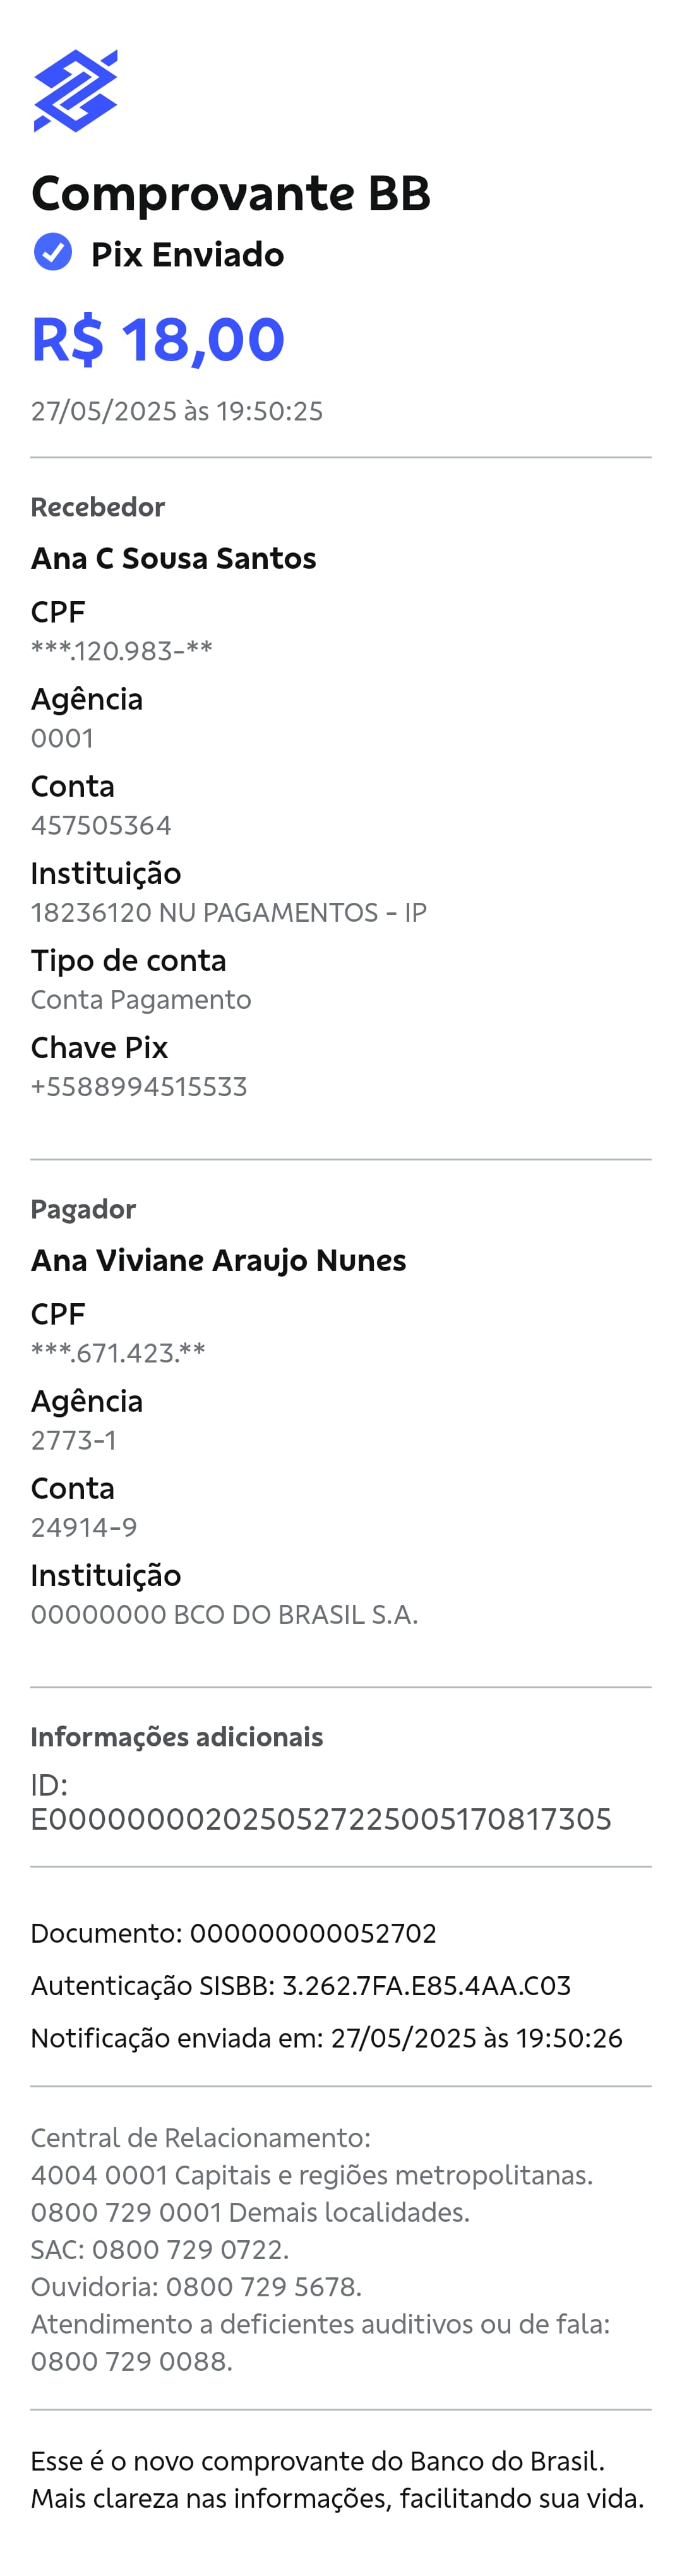 Comprovante BB
Pix Enviado
R$ 18,00
27/05/2025 às 19:50:25
Recebedor
Ana C Sousa Santos
CPF
***.120.983-**
Agência
0001
Conta
457505364
Instituição
18236120 NU PAGAMENTOS - IP
Tipo de conta
Conta Pagamento
Chave Pix
+5588994515533
Pagador
Ana Viviane Araujo Nunes
CPF
***.671.423.**
Agência
2773-1
Conta
24914-9
Instituição
00000000 BCO DO BRASIL S.A.
Informações adicionais
ID:
E00000000202505272250051​70817305
Documento: 000000000052702
Autenticação SISBB: 3.262.7FA.E85.4AA.C03
Notificação enviada em: 27/05/2025 às 19:50:26
Central de Relacionamento:
4004 0001 Capitais e regiões metropolitanas.
0800 729 0001 Demais localidades.
SAC: 0800 729 0722.
Ouvidoria: 0800 729 5678.
Atendimento a deficientes auditivos ou de fala:
0800 729 0088.
Esse é o novo comprovante do Banco do Brasil.
Mais clareza nas informações, facilitando sua vida.